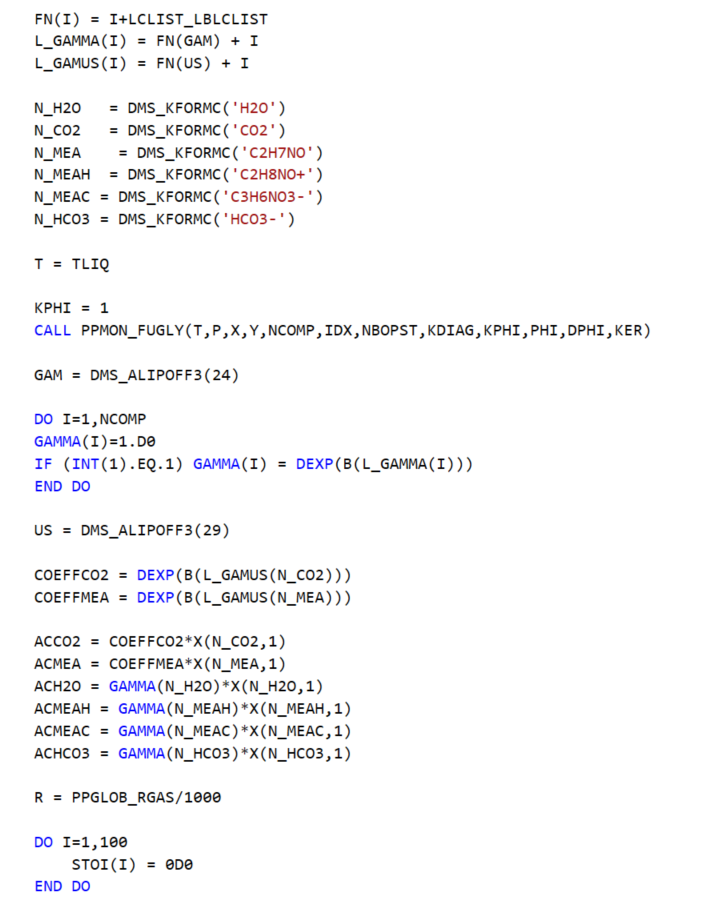 FN(I) = I+LCLIST_LBLCLIST
L_GAMMA(I) = FN(GAM) + I
L_GAMUS(I) = FN(US) + I
N_H2O   = DMS_KFORMC('H2O')
N_CO2   = DMS_KFORMC('CO2')
N_MEA    = DMS_KFORMC('C2H7NO')
N_MEAH  = DMS_KFORMC('C2H8NO+')
N_MEAC = DMS_KFORMC('C3H6NO3-')
N_HCO3 = DMS_KFORMC('HCO3-')
T = TLIQ
KPHI = 1
CALL PPMON_FUGLY(T,P,X,Y,NCOMP,IDX,NBOPST,KDIAG,KPHI,PHI,DPHI,KER)
GAM = DMS_ALIPOFF3(24)
DO I=1,NCOMP
GAMMA(I)=1.D0
IF (INT(1).EQ.1) GAMMA(I) = DEXP(B(L_GAMMA(I)))
END DO
US = DMS_ALIPOFF3(29)
COEFFCO2 = DEXP(B(L_GAMUS(N_CO2)))
COEFFMEA = DEXP(B(L_GAMUS(N_MEA)))
ACCO2 = COEFFCO2*X(N_CO2,1)
ACMEA = COEFFMEA*X(N_MEA,1)
ACH2O = GAMMA(N_H2O)*X(N_H2O,1)
ACMEAH = GAMMA(N_MEAH)*X(N_MEAH,1)
ACMEAC = GAMMA(N_MEAC)*X(N_MEAC,1)
ACHCO3 = GAMMA(N_HCO3)*X(N_HCO3,1)
R = PPGLOB_RGAS/1000
DO I=1,100
    STOI(I) = 0D0
END DO